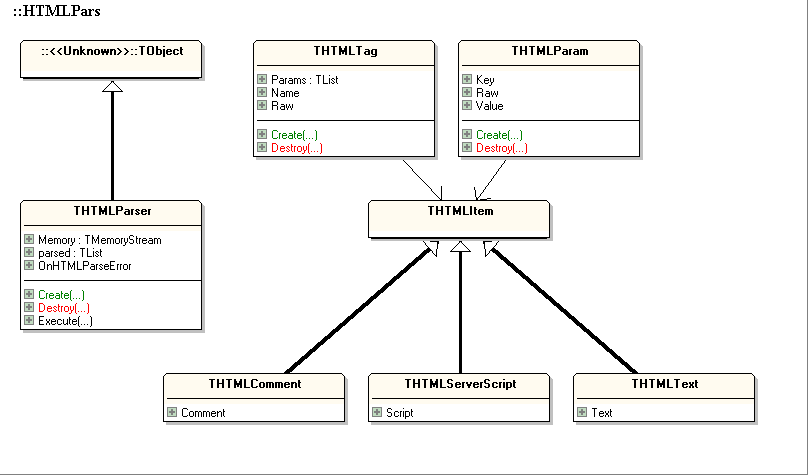 ::HTMLPars
::<<Unknown>>::TObject
THTMLTag
Params : TList
Name
Raw
Create(...)
Destroy(...)
THTMLParam
Key
Raw
Value
Create(...)
Destroy(...)
THTMLParser
Memory : TMemoryStream
parsed : TList
OnHTMLParseError
Create(...)
Destroy(...)
Execute(...)
THTMLItem
THTMLComment
Comment
THTMLServerScript
Script
THTMLText
Text